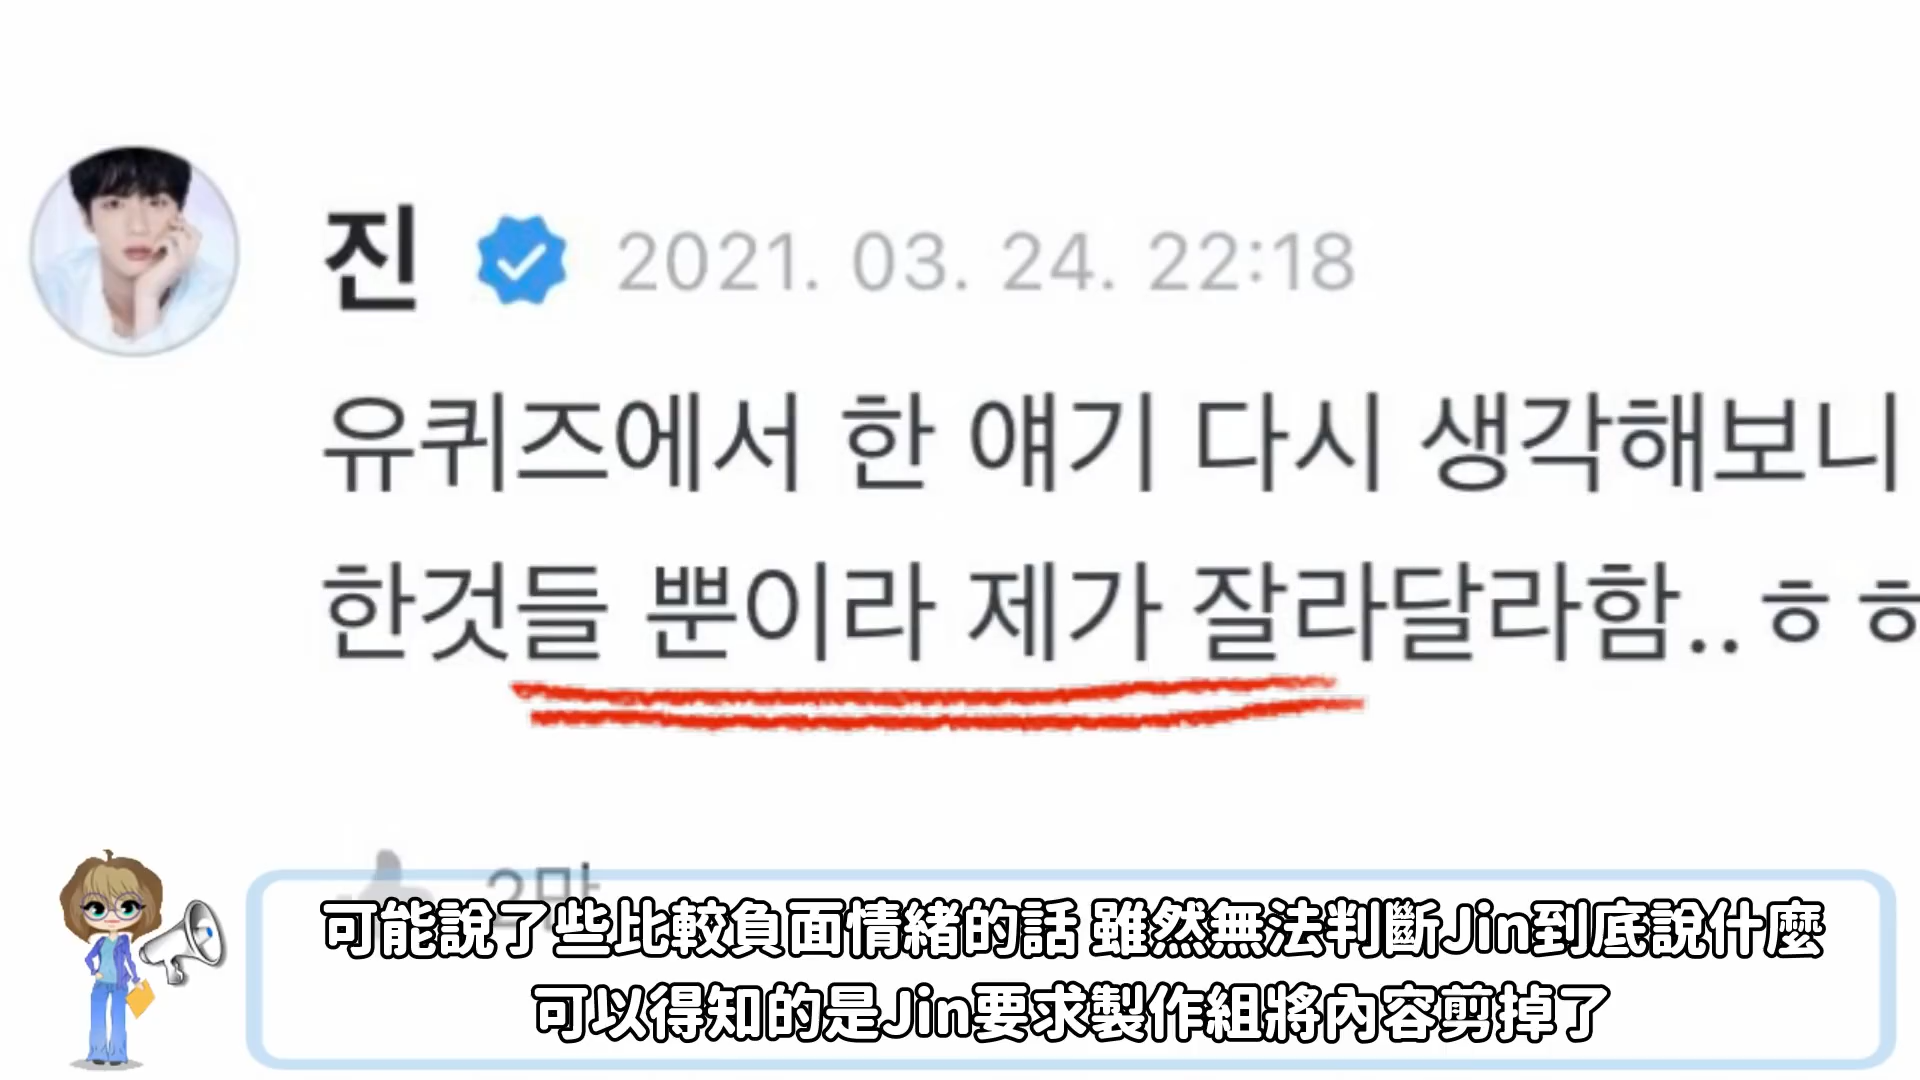 진 2021. 03. 24. 22:18
유퀴즈에서 한 얘기 다시 생각해보니
한것들 뿐이라 제가 잘라달라함..ㅎㅎ
2만
可能說了些比較負面情緒的話 雖然無法判斷Jin到底說什麼
可以得知的是Jin要求製作組將內容剪掉了